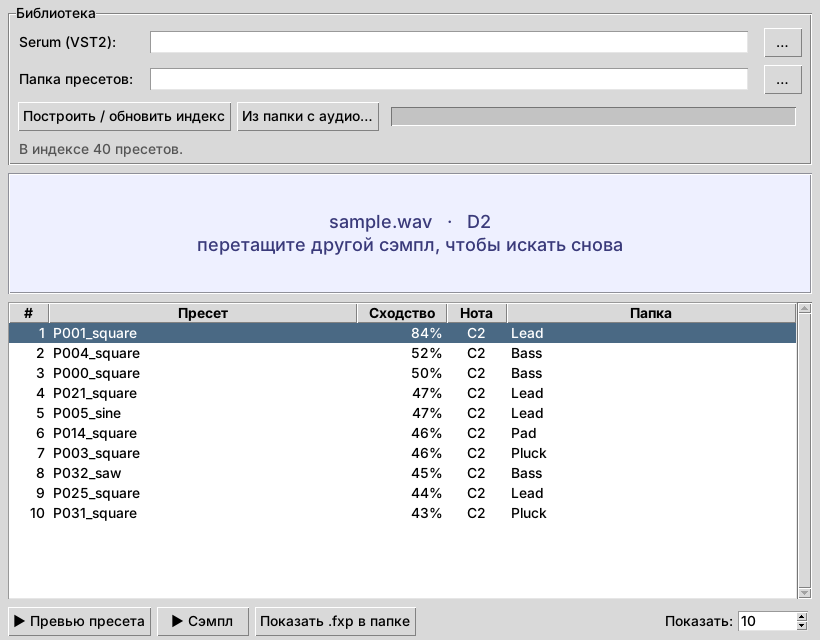 Библиотека
Serum (VST2): ...
Папка пресетов: ...
Построить / обновить индекс Из папки с аудио...
В индексе 40 пресетов.
sample.wav · D2
перетащите другой сэмпл, чтобы искать снова
# Пресет Сходство Нота Папка
1 P001_square 84% C2 Lead
2 P004_square 52% C2 Bass
3 P000_square 50% C2 Bass
4 P021_square 47% C2 Lead
5 P005_sine 47% C2 Lead
6 P014_square 46% C2 Pad
7 P003_square 46% C2 Pluck
8 P032_saw 45% C2 Bass
9 P025_square 44% C2 Lead
10 P031_square 43% C2 Pluck
▶ Превью пресета ▶ Сэмпл Показать .fxp в папке Показать: 10